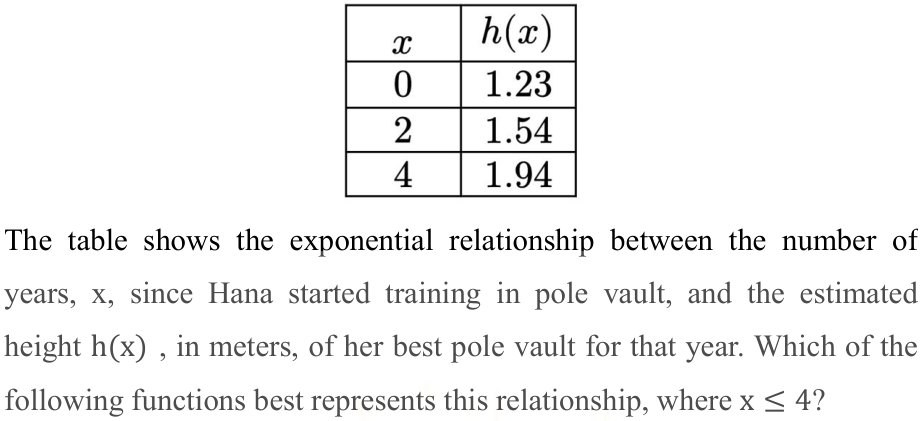 x h(x)
0 1.23
2 1.54
4 1.94
The table shows the exponential relationship between the number of
years, x, since Hana started training in pole vault, and the estimated
height h(x) , in meters, of her best pole vault for that year. Which of the
following functions best represents this relationship, where x ≤ 4?